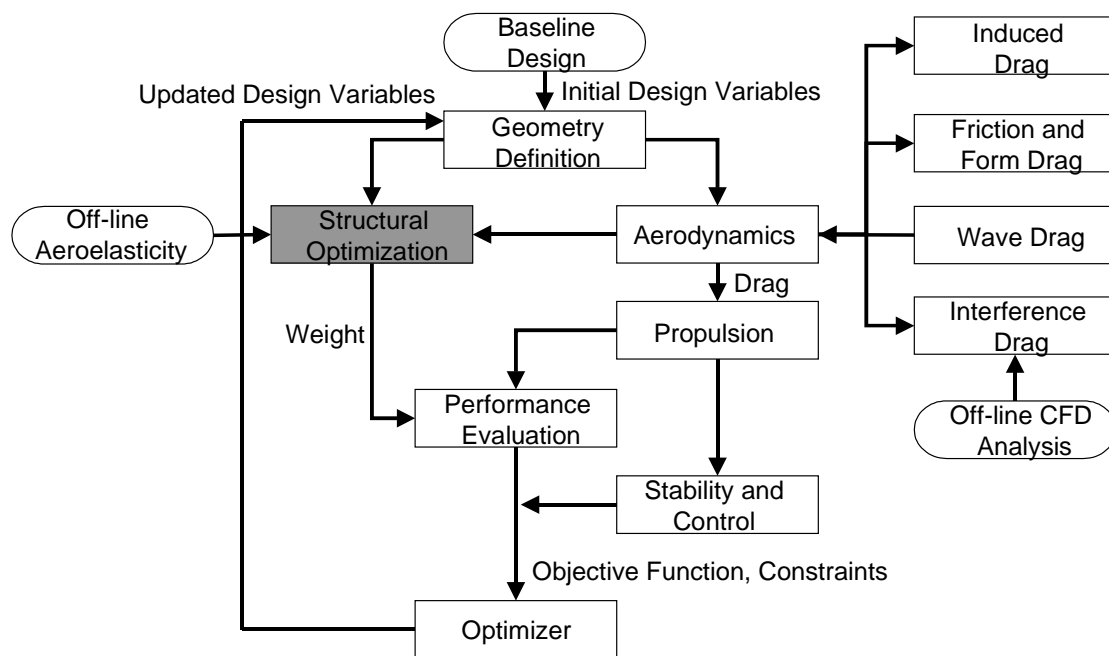 Baseline
Design
Induced
Drag
Updated Design Variables
Initial Design Variables
Geometry
Definition
Friction and
Form Drag
Off-line
Aeroelasticity
Structural
Optimization
Aerodynamics
Wave Drag
Drag
Weight
Propulsion
Interference
Drag
Performance
Evaluation
Off-line CFD
Analysis
Stability and
Control
Objective Function, Constraints
Optimizer